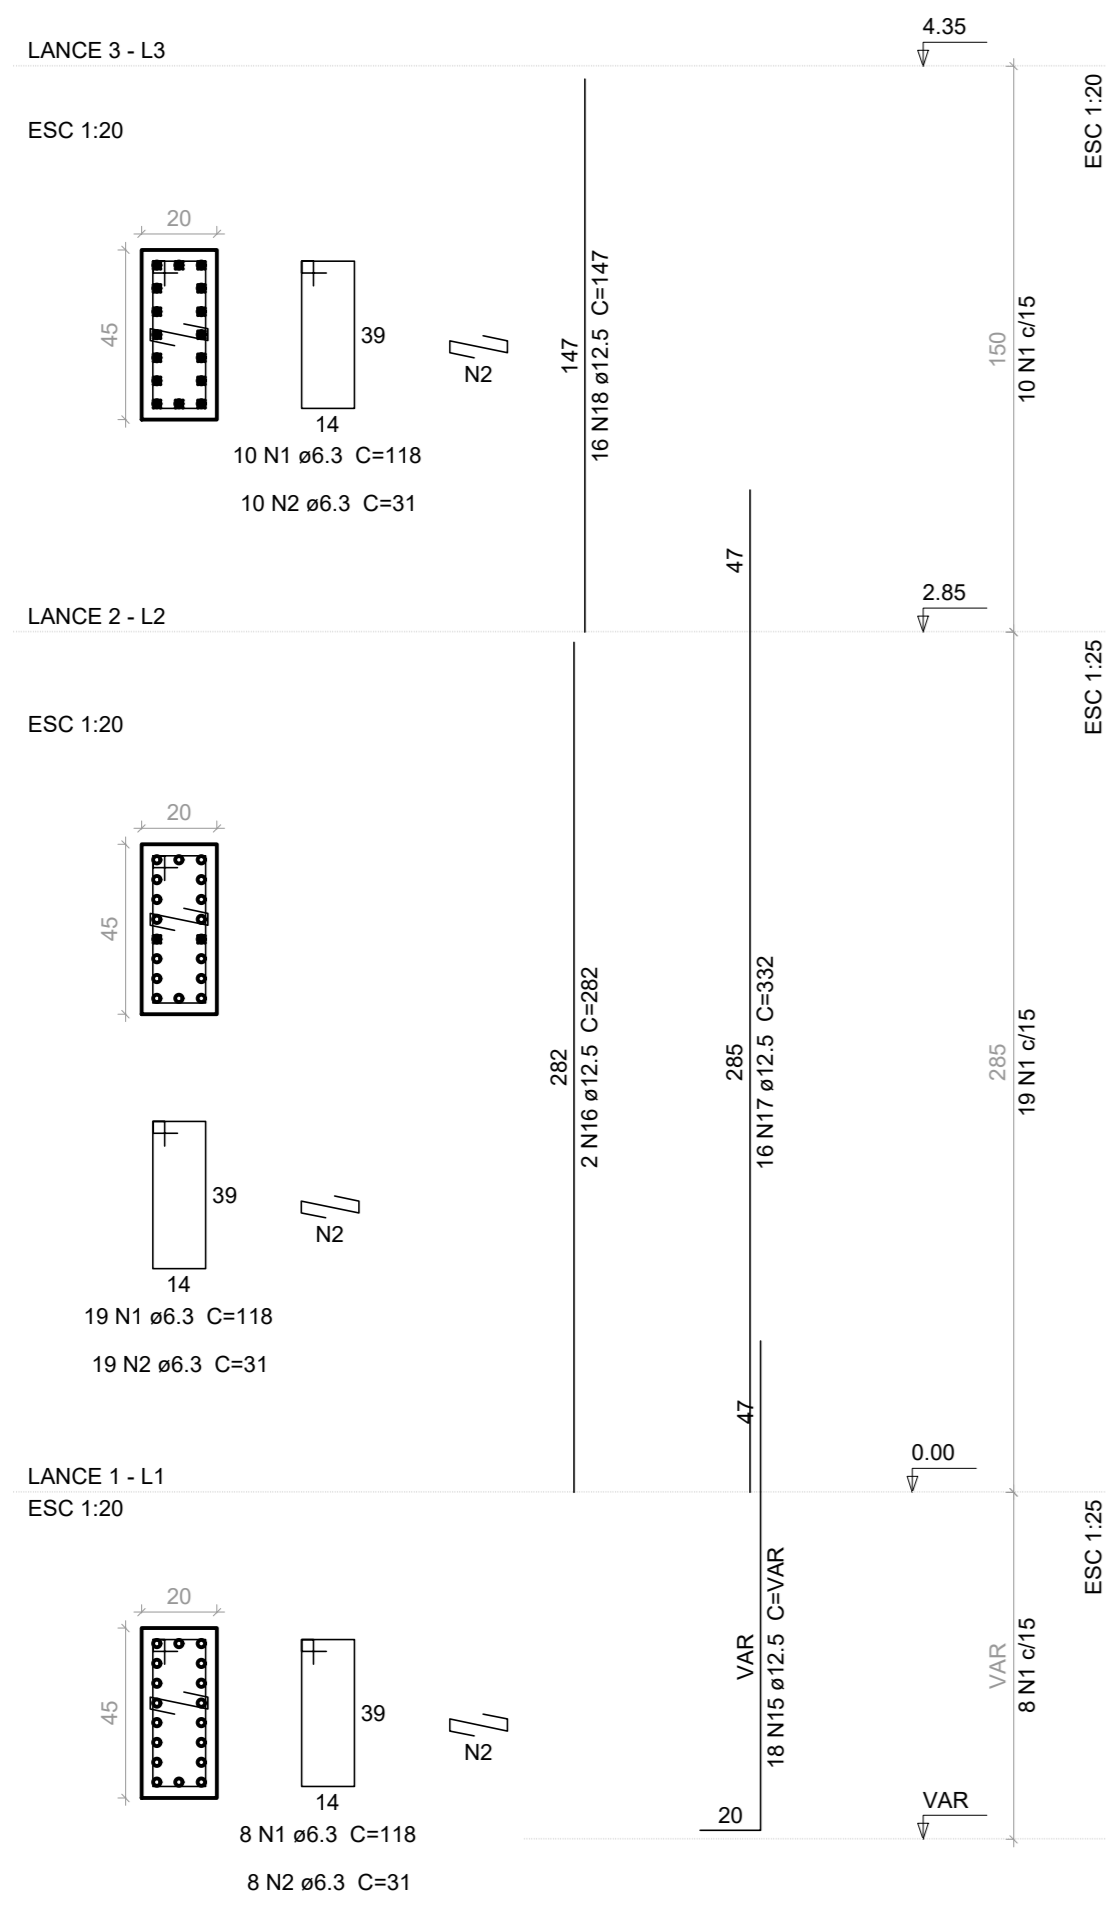 LANCE 3 - L3
4.35
ESC 1:20
ESC 1:20
20
45
39
14
N2
10 N1 ø6.3  C=118
10 N2 ø6.3  C=31
147
16 N18 ø12.5  C=147
150
10 N1 c/15
47
LANCE 2 - L2
2.85
ESC 1:20
ESC 1:25
20
45
39
14
N2
19 N1 ø6.3  C=118
19 N2 ø6.3  C=31
282
2 N16 ø12.5  C=282
285
16 N17 ø12.5  C=332
285
19 N1 c/15
47
LANCE 1 - L1
0.00
ESC 1:20
ESC 1:25
20
45
39
14
N2
8 N1 ø6.3  C=118
8 N2 ø6.3  C=31
VAR
18 N15 ø12.5  C=VAR
20
VAR
8 N1 c/15
VAR